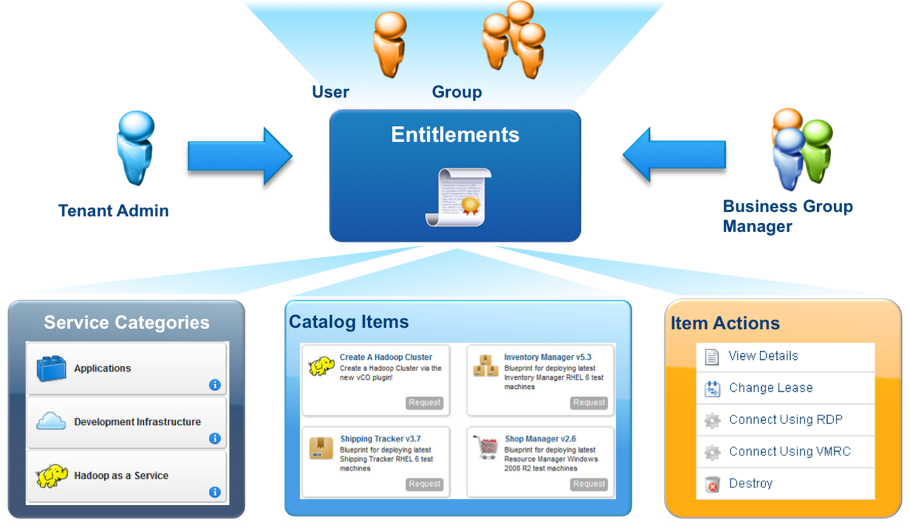 User
Group
Entitlements
Tenant Admin
Business Group
Manager
Service Categories
Applications
Development Infrastructure
Hadoop as a Service
Catalog Items
Create A Hadoop Cluster
Create a Hadoop Cluster via the
new vCO plugin!
Request
Inventory Manager v5.3
Blueprint for deploying latest
Inventory Manager RHEL 6 test
machines
Request
Shipping Tracker v3.7
Blueprint for deploying latest
Shipping Tracker RHEL 6 test
machines
Request
Shop Manager v2.6
Blueprint for deploying latest
Resource Manager Windows
2008 R2 test machines
Request
Item Actions
View Details
Change Lease
Connect Using RDP
Connect Using VMRC
Destroy